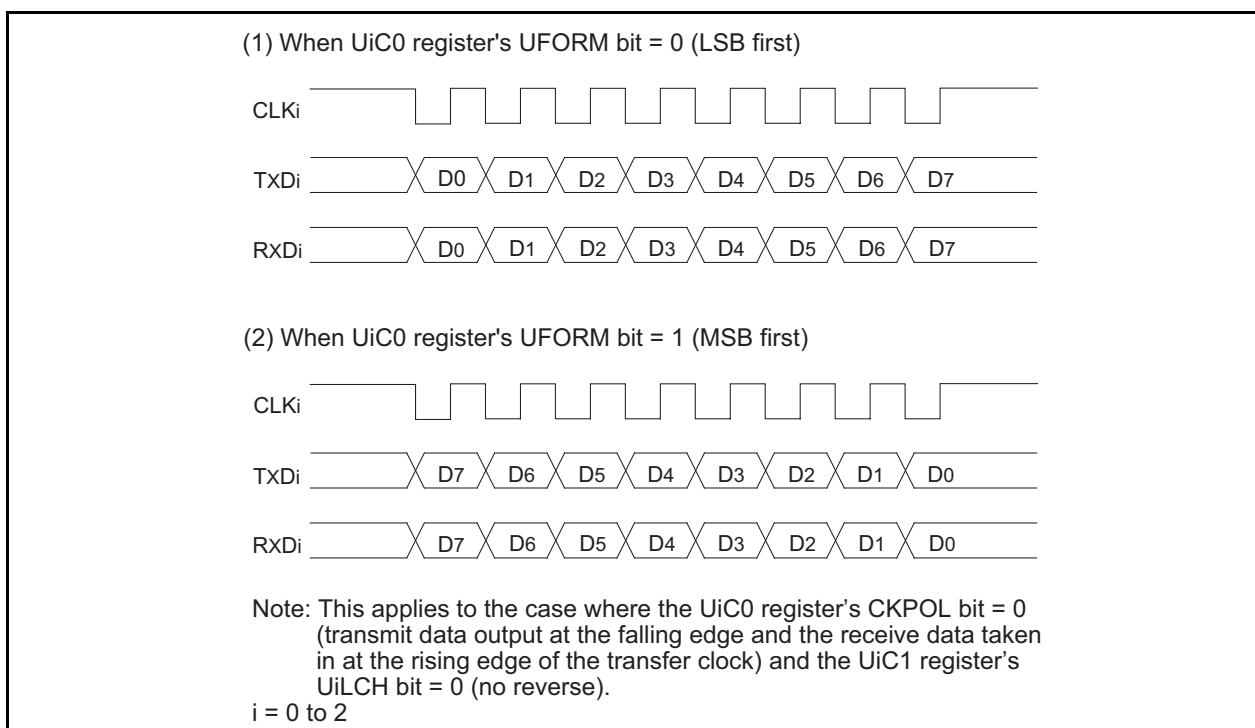 (1) When UiC0 register's UFORM bit = 0 (LSB first)
CLKi
TXDi D0 D1 D2 D3 D4 D5 D6 D7
RXDi D0 D1 D2 D3 D4 D5 D6 D7
(2) When UiC0 register's UFORM bit = 1 (MSB first)
CLKi
TXDi D7 D6 D5 D4 D3 D2 D1 D0
RXDi D7 D6 D5 D4 D3 D2 D1 D0
Note: This applies to the case where the UiC0 register’s CKPOL bit = 0
(transmit data output at the falling edge and the receive data taken
in at the rising edge of the transfer clock) and the UiC1 register’s
UiLCH bit = 0 (no reverse).
i = 0 to 2